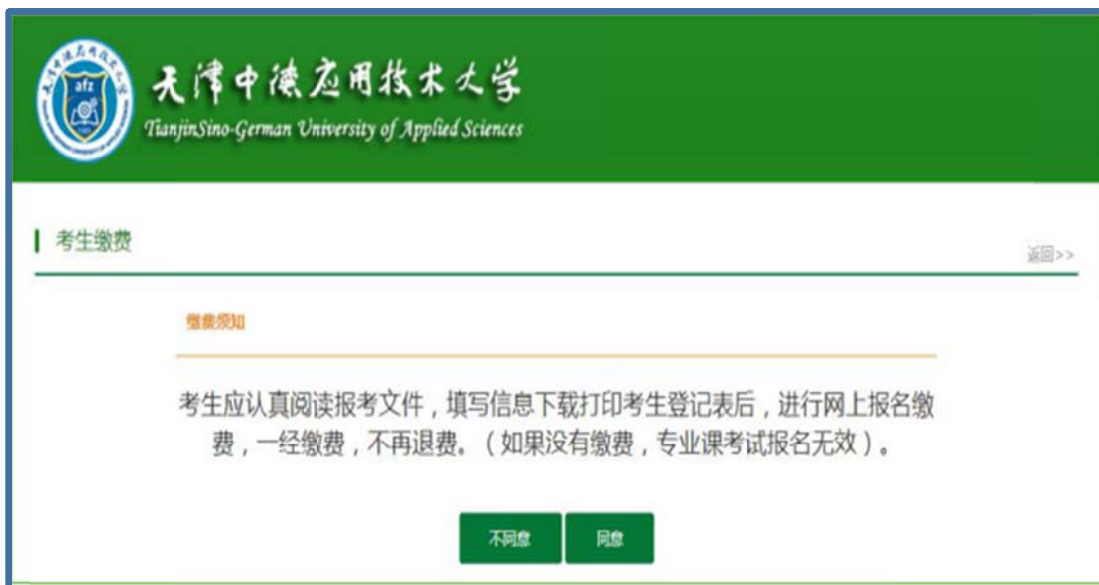 天津中德应用技术大学
TianjinSino-German University of Applied Sciences
afz
考生缴费
返回>>
缴费须知
考生应认真阅读报考文件，填写信息下载打印考生登记表后，进行网上报名缴
费，一经缴费，不再退费。（如果没有缴费，专业课考试报名无效）。
不同意
同意